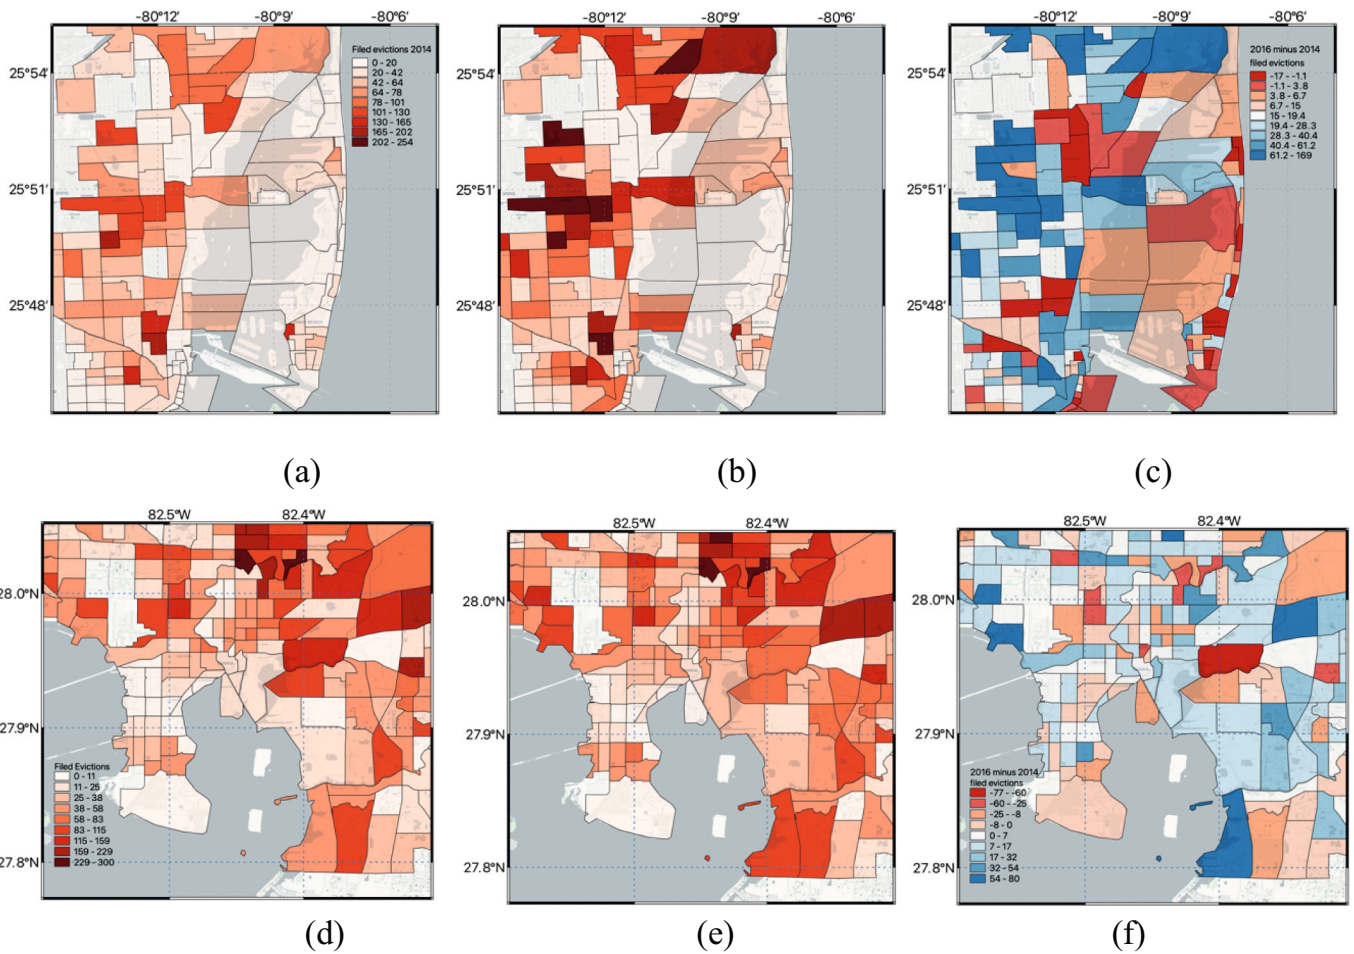 -80°12′ -80°9′ -80°6′
-80°12′ -80°9′ -80°6′
-80°12′ -80°9′ -80°6′
25°54′
25°51′
25°48′
Filed evictions 2014
0 - 20
20 - 42
42 - 64
64 - 78
78 - 101
101 - 130
130 - 165
165 - 202
202 - 254
25°54′
25°51′
25°48′
25°54′
25°51′
25°48′
2016 minus 2014
filed evictions
-17 - -1.1
-1.1 - 3.8
3.8 - 6.7
6.7 - 15
15 - 19.4
19.4 - 28.3
28.3 - 40.4
40.4 - 61.2
61.2 - 169
(a)
(b)
(c)
82.5°W 82.4°W
82.5°W 82.4°W
82.5°W 82.4°W
28.0°N
27.9°N
27.8°N
Filed Evictions
0 - 11
11 - 25
25 - 38
38 - 58
58 - 83
83 - 115
115 - 159
159 - 229
229 - 300
28.0°N
27.9°N
27.8°N
28.0°N
27.9°N
27.8°N
2016 minus 2014
filed evictions
-77 - -60
-60 - -25
-25 - -8
-8 - 0
0 - 7
7 - 17
17 - 32
32 - 54
54 - 80
(d)
(e)
(f)